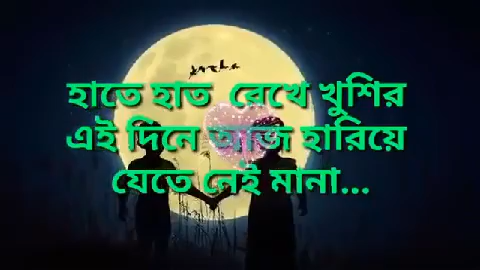 হাতে হাত রেখে খুশির
এই দিনে আজ হারিয়ে
যেতে নেই মানা...